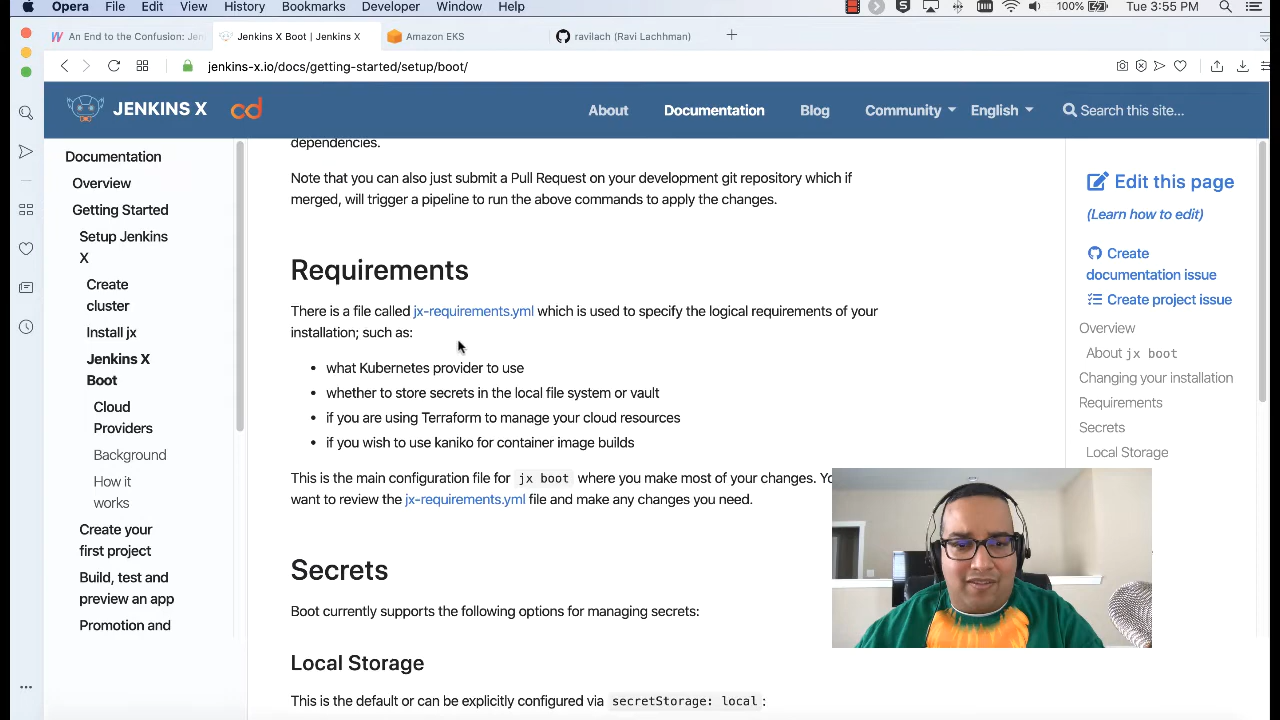 Opera File Edit View History Bookmarks Developer Window Help 100% Tue 3:55 PM
An End to the Confusion: Jen Jenkins X Boot | Jenkins X Amazon EKS ravilach (Ravi Lachhman)
jenkins-x.io/docs/getting-started/setup/boot/
JENKINS X cd About Documentation Blog Community English Search this site...
Documentation
Overview
Getting Started
Setup Jenkins
X
Create
cluster
Install jx
Jenkins X
Boot
Cloud
Providers
Background
How it
works
Create your
first project
Build, test and
preview an app
Promotion and
dependencies.
Note that you can also just submit a Pull Request on your development git repository which if
merged, will trigger a pipeline to run the above commands to apply the changes.
Requirements
There is a file called jx-requirements.yml which is used to specify the logical requirements of your
installation; such as:
• what Kubernetes provider to use
• whether to store secrets in the local file system or vault
• if you are using Terraform to manage your cloud resources
• if you wish to use kaniko for container image builds
This is the main configuration file for jx boot where you make most of your changes.
want to review the jx-requirements.yml file and make any changes you need.
Secrets
Boot currently supports the following options for managing secrets:
Local Storage
This is the default or can be explicitly configured via secretStorage: local :
Edit this page
(Learn how to edit)
Create
documentation issue
Create project issue
Overview
About jx boot
Changing your installation
Requirements
Secrets
Local Storage